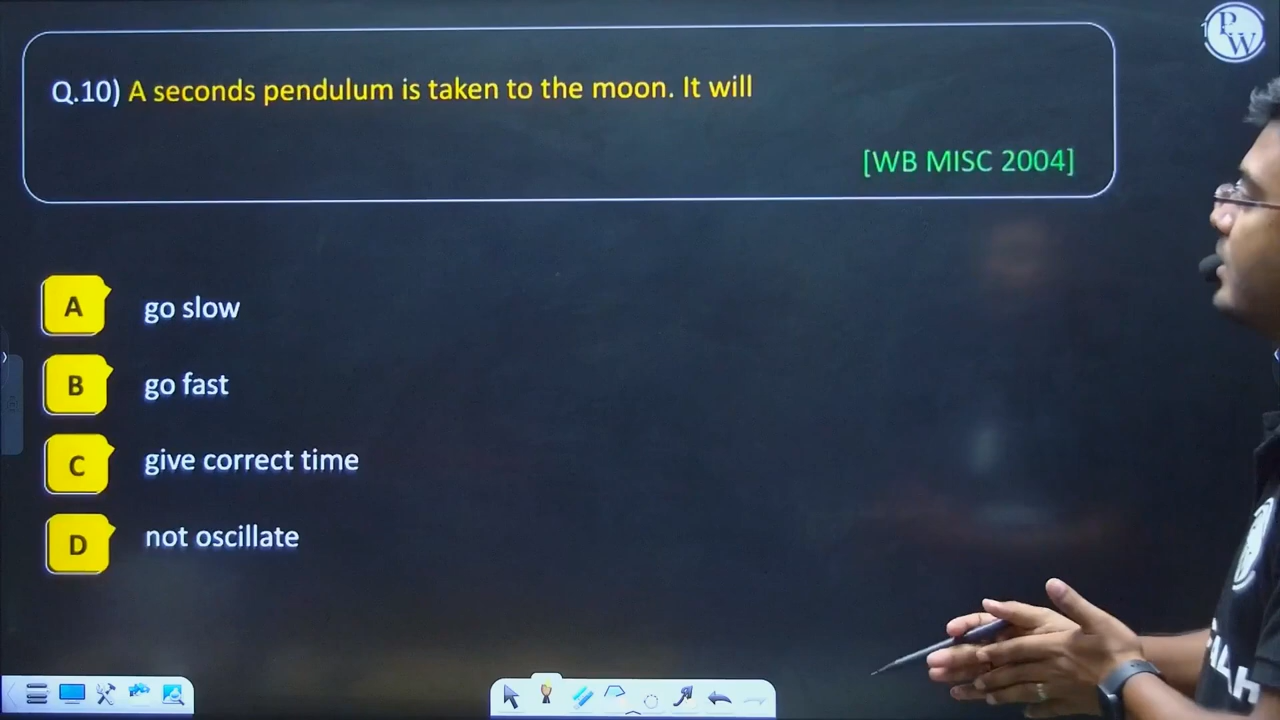 PW
Q.10) A seconds pendulum is taken to the moon. It will
[WB MISC 2004]
A go slow
B go fast
C give correct time
D not oscillate